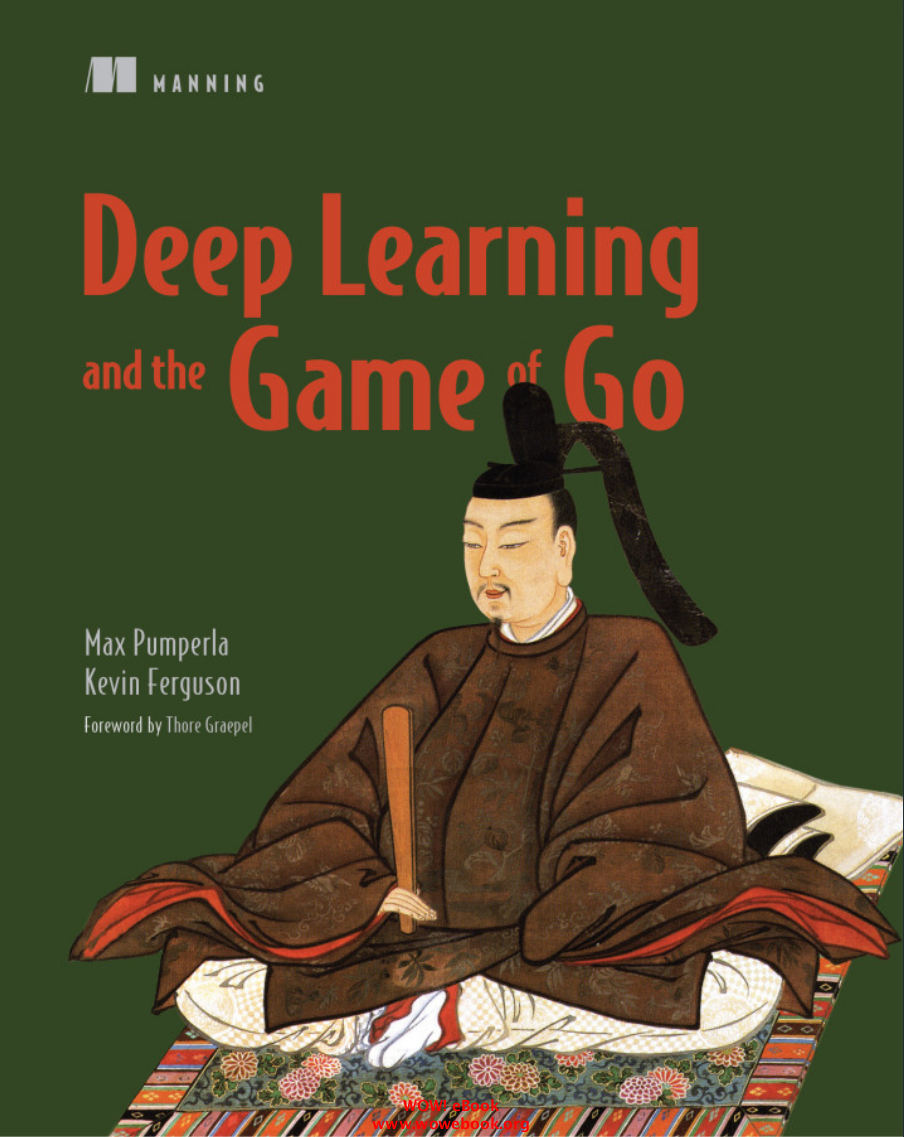 MANNING
Deep Learning
and the Game of Go
Max Pumperla
Kevin Ferguson
Foreword by Thore Graepel
WOW! eBook
www.wowebook.org